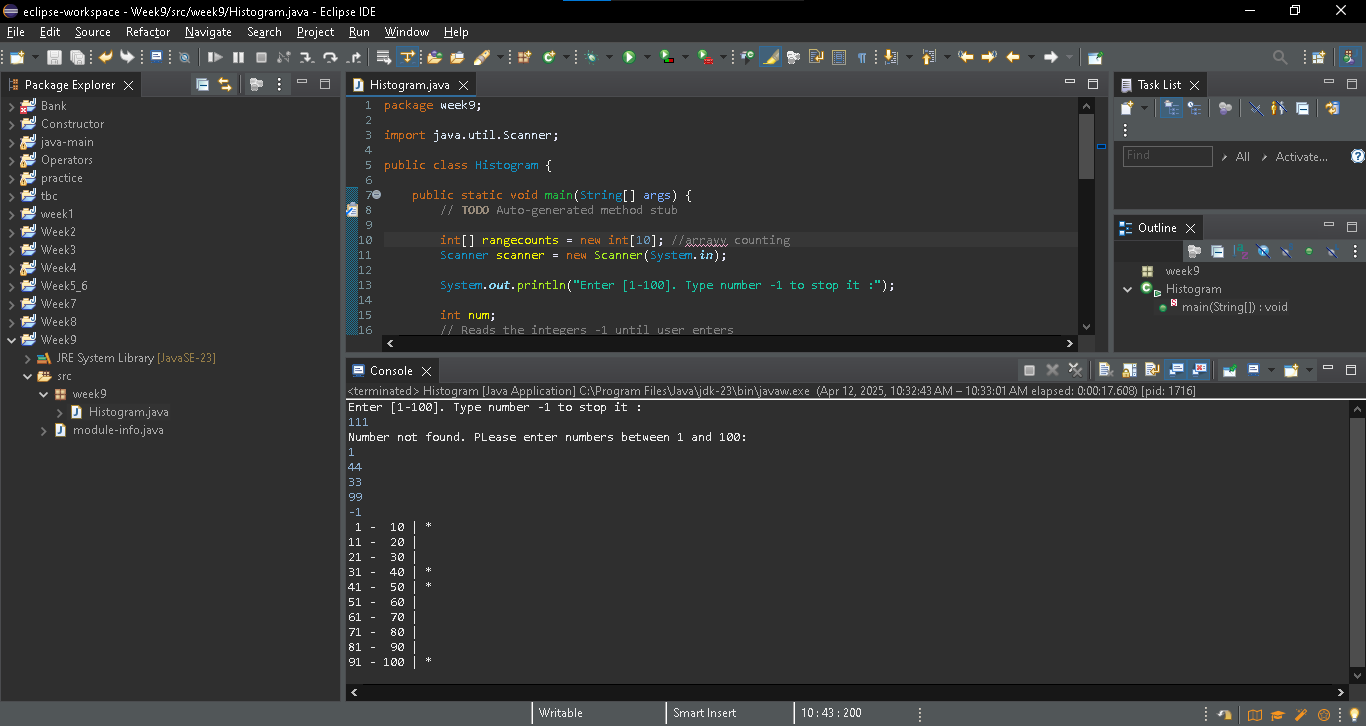 eclipse-workspace - Week9/src/week9/Histogram.java - Eclipse IDE
File Edit Source Refactor Navigate Search Project Run Window Help
Package Explorer
Bank
Constructor
java-main
Operators
practice
tbc
week1
Week2
Week3
Week4
Week5_6
Week7
Week8
Week9
JRE System Library [JavaSE-23]
src
week9
Histogram.java
module-info.java
Histogram.java
1 package week9;
2
3 import java.util.Scanner;
4
5 public class Histogram {
6
7 public static void main(String[] args) {
8 // TODO Auto-generated method stub
9
10 int[] rangecounts = new int[10]; //arrayy counting
11 Scanner scanner = new Scanner(System.in);
12
13 System.out.println("Enter [1-100]. Type number -1 to stop it :");
14
15 int num;
16 // Reads the integers -1 until user enters
Task List
Find
All
Activate...
Outline
week9
Histogram
main(String[]) : void
Console
<terminated> Histogram [Java Application] C:\Program Files\Java\jdk-23\bin\javaw.exe (Apr 12, 2025, 10:32:43 AM – 10:33:01 AM elapsed: 0:00:17.608) [pid: 1716]
Enter [1-100]. Type number -1 to stop it :
111
Number not found. PLease enter numbers between 1 and 100:
1
44
33
99
-1
1 - 10 | *
11 - 20 |
21 - 30 |
31 - 40 | *
41 - 50 | *
51 - 60 |
61 - 70 |
71 - 80 |
81 - 90 |
91 - 100 | *
Writable
Smart Insert
10 : 43 : 200